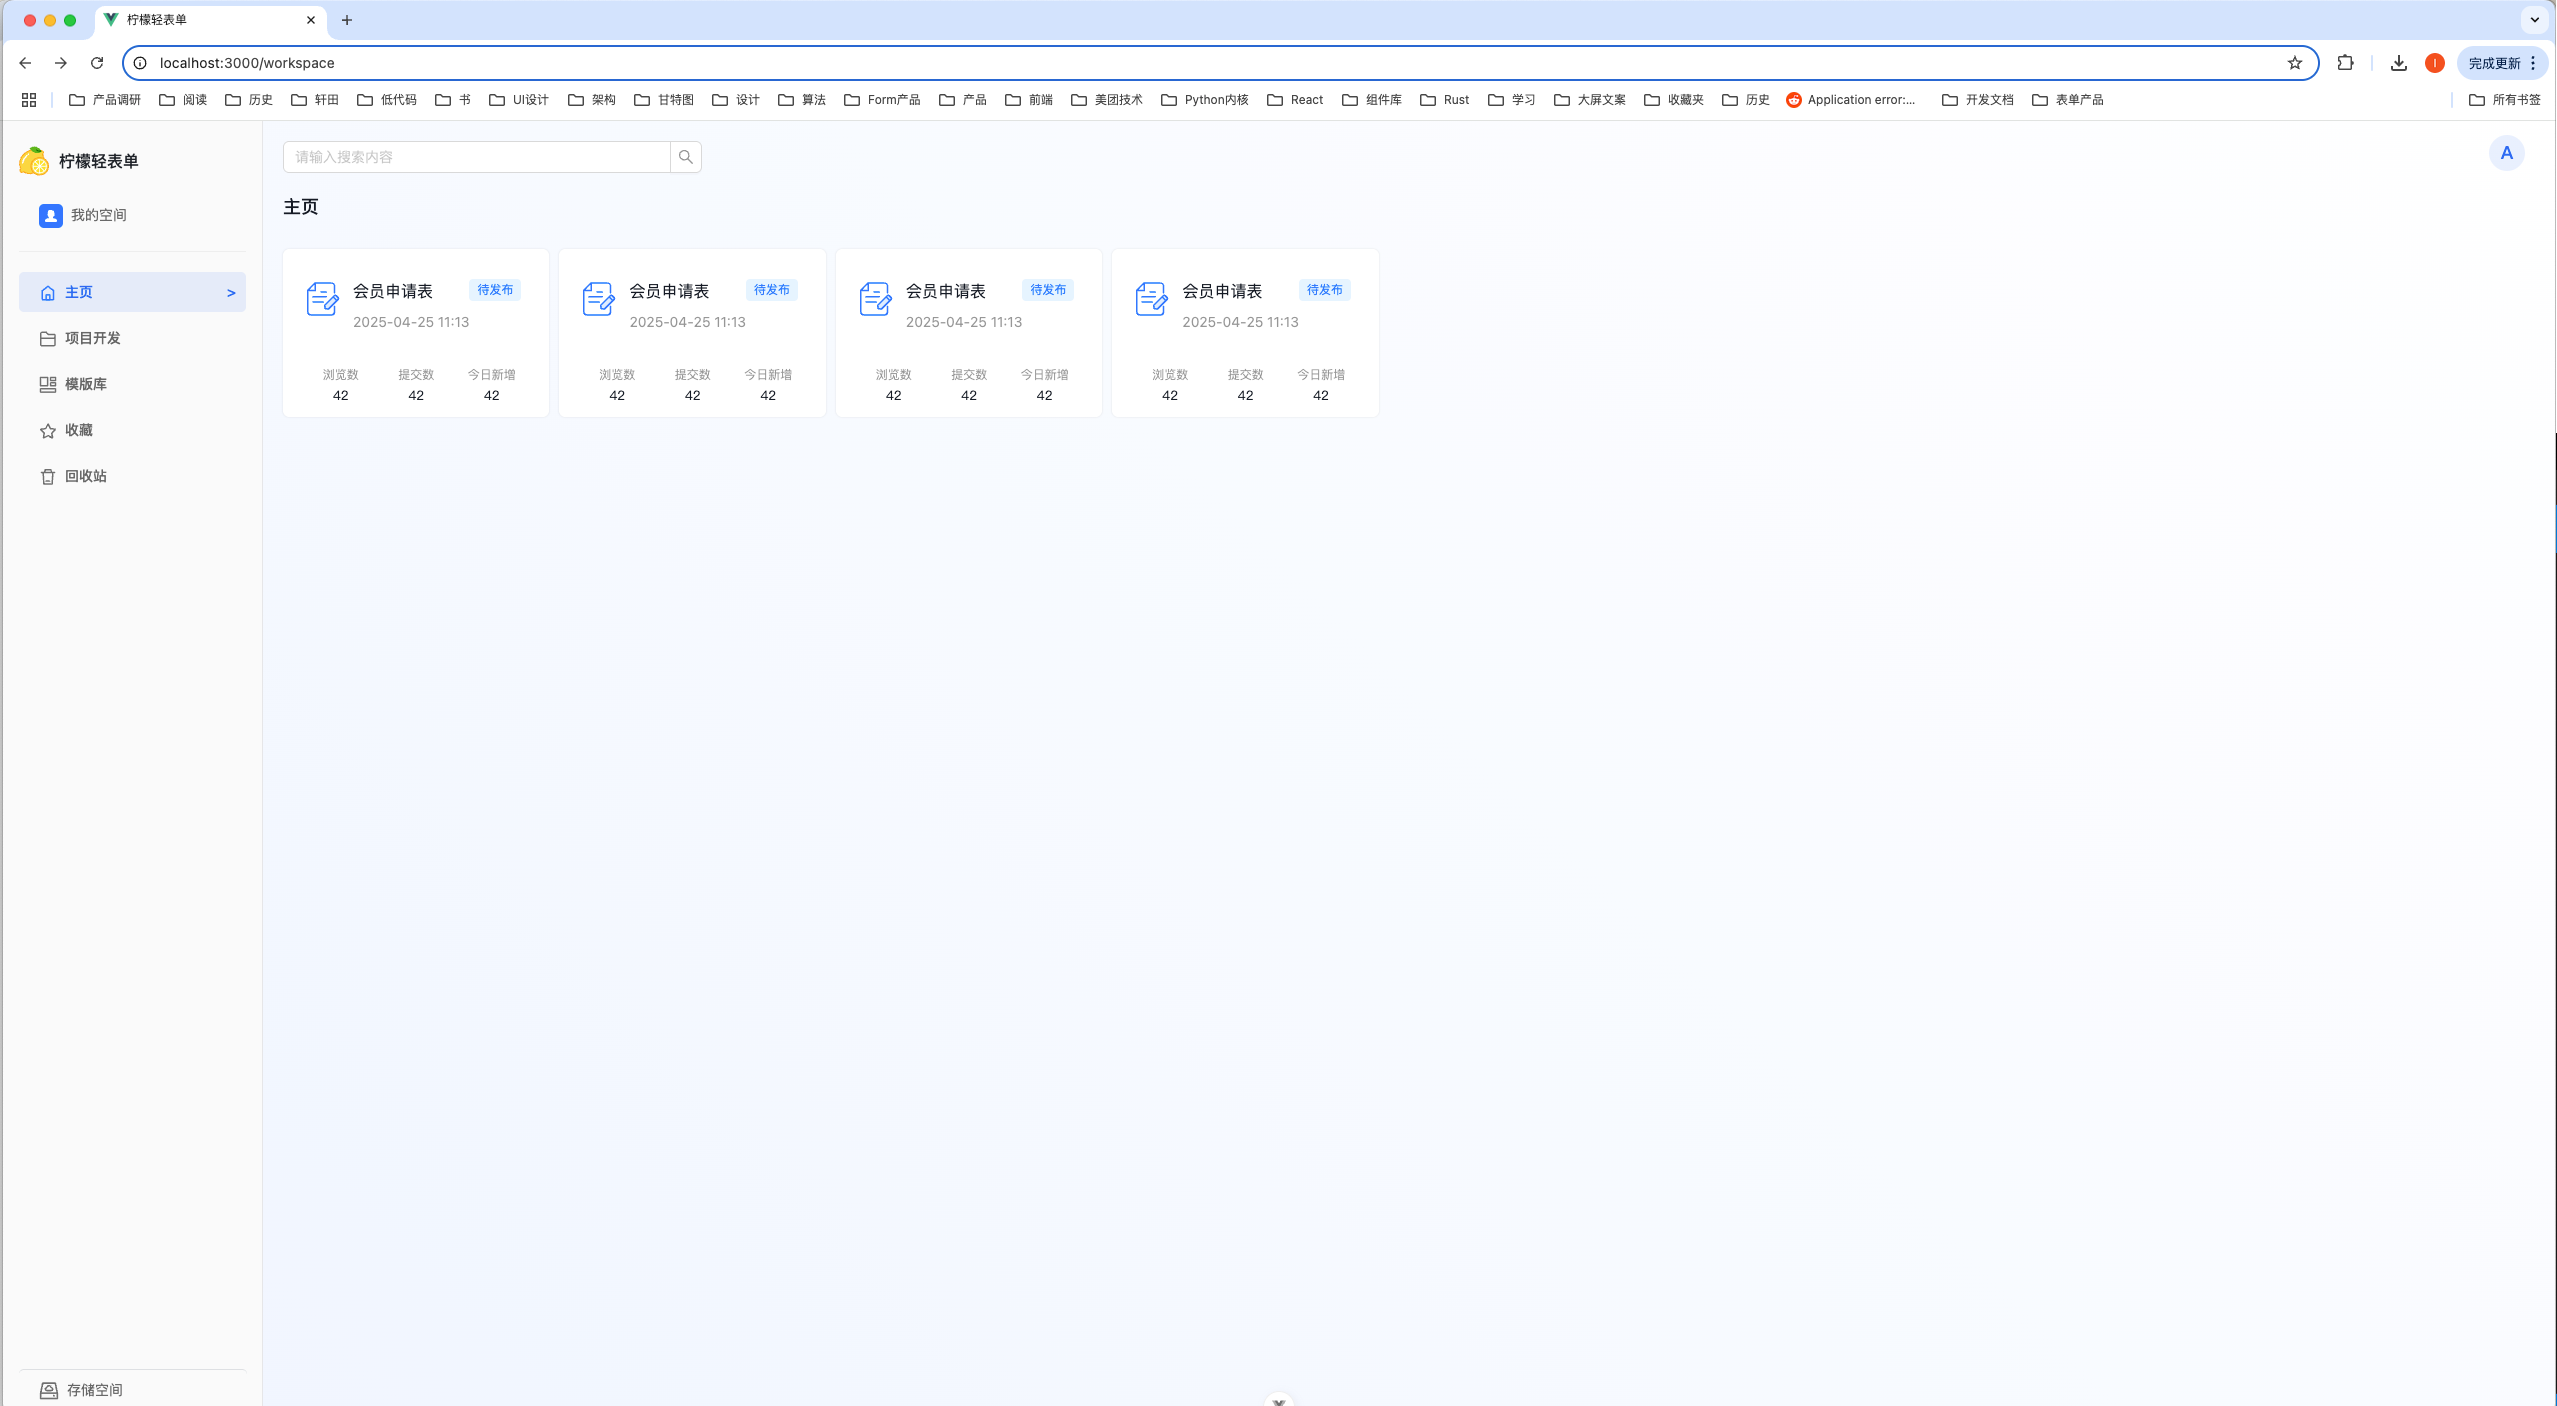 柠檬轻表单
localhost:3000/workspace
完成更新
产品调研 阅读 历史 轩田 低代码 书 UI设计 架构 甘特图 设计 算法 Form产品 产品 前端 美团技术 Python内核 React 组件库 Rust 学习 大屏文案 收藏夹 历史 Application error:... 开发文档 表单产品 所有书签
柠檬轻表单
我的空间
主页 >
项目开发
模版库
收藏
回收站
存储空间
请输入搜索内容
A
主页
会员申请表 待发布
2025-04-25 11:13
浏览数 提交数 今日新增
42 42 42
会员申请表 待发布
2025-04-25 11:13
浏览数 提交数 今日新增
42 42 42
会员申请表 待发布
2025-04-25 11:13
浏览数 提交数 今日新增
42 42 42
会员申请表 待发布
2025-04-25 11:13
浏览数 提交数 今日新增
42 42 42